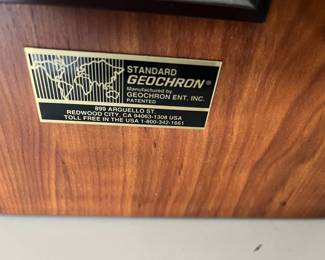 STANDARD
GEOCHRON®
Manufactured by
GEOCHRON ENT. INC.
PATENTED
899 ARGUELLO ST
REDWOOD CITY, CA 94063-1308 USA
TOLL FREE IN THE USA 1-800-342-1661